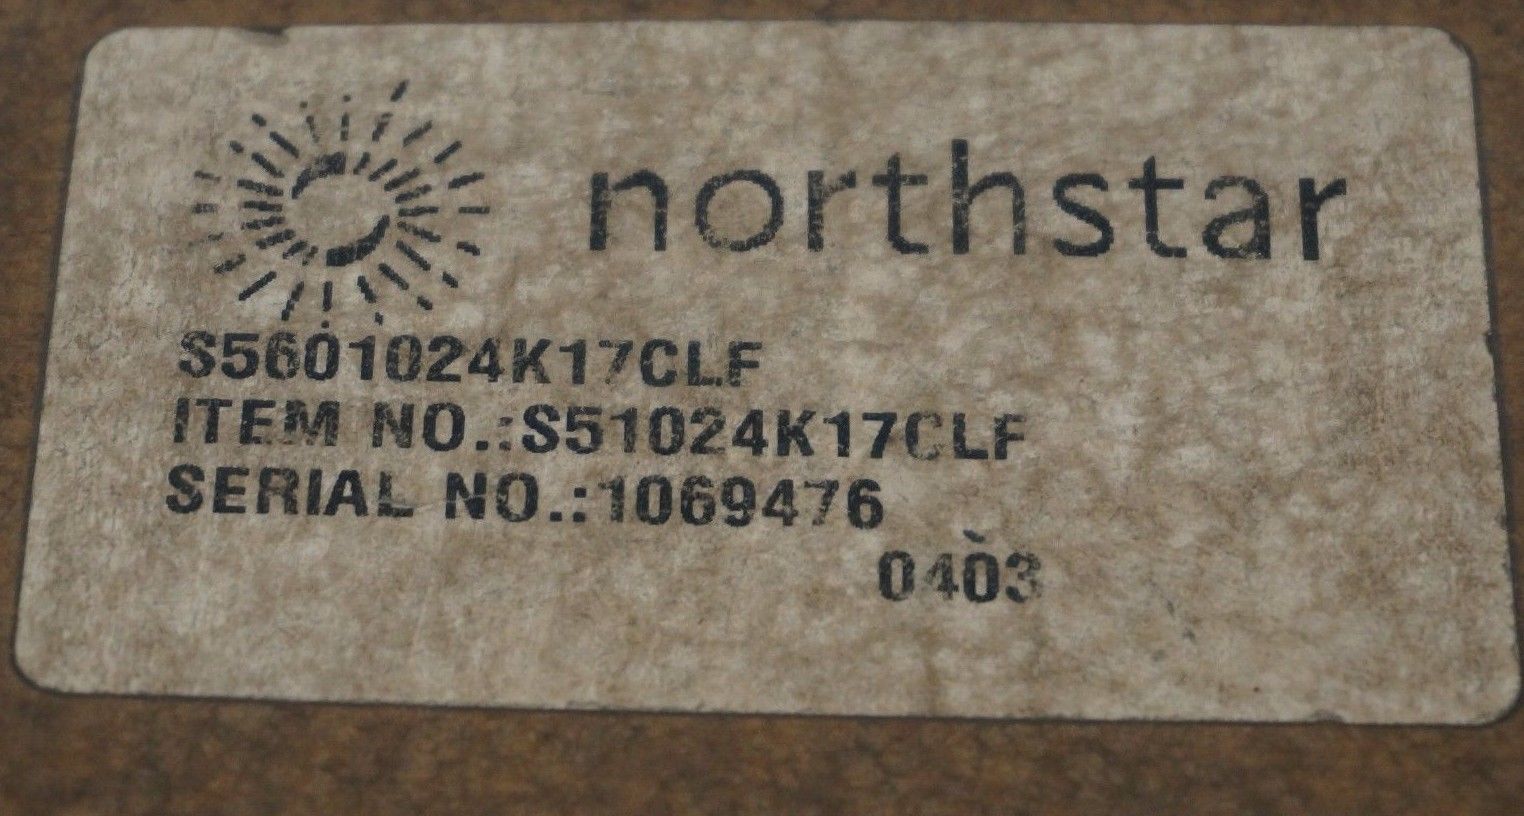 northstar
S5601024K17CLF
ITEM NO.:S51024K17CLF
SERIAL NO.:1069476
0403